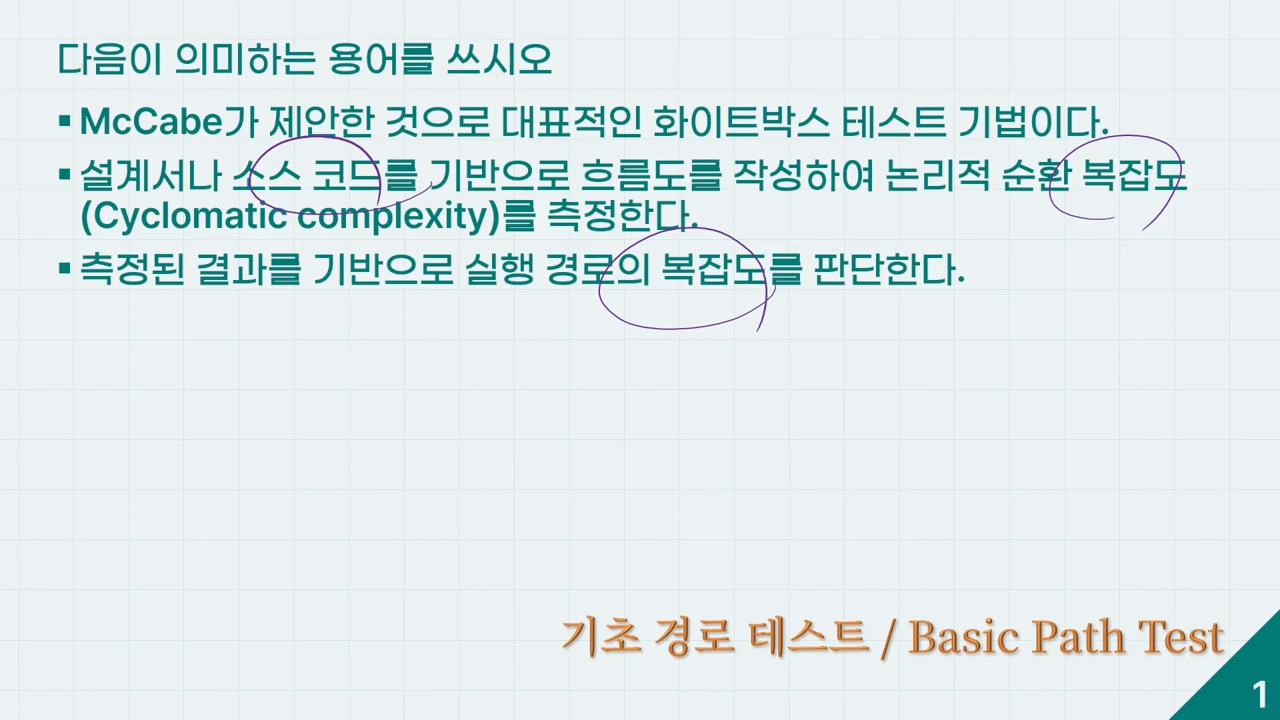 다음이 의미하는 용어를 쓰시오
▪ McCabe가 제안한 것으로 대표적인 화이트박스 테스트 기법이다.
▪ 설계서나 소스 코드를 기반으로 흐름도를 작성하여 논리적 순환 복잡도
(Cyclomatic complexity)를 측정한다.
▪ 측정된 결과를 기반으로 실행 경로의 복잡도를 판단한다.
기초 경로 테스트 / Basic Path Test
1